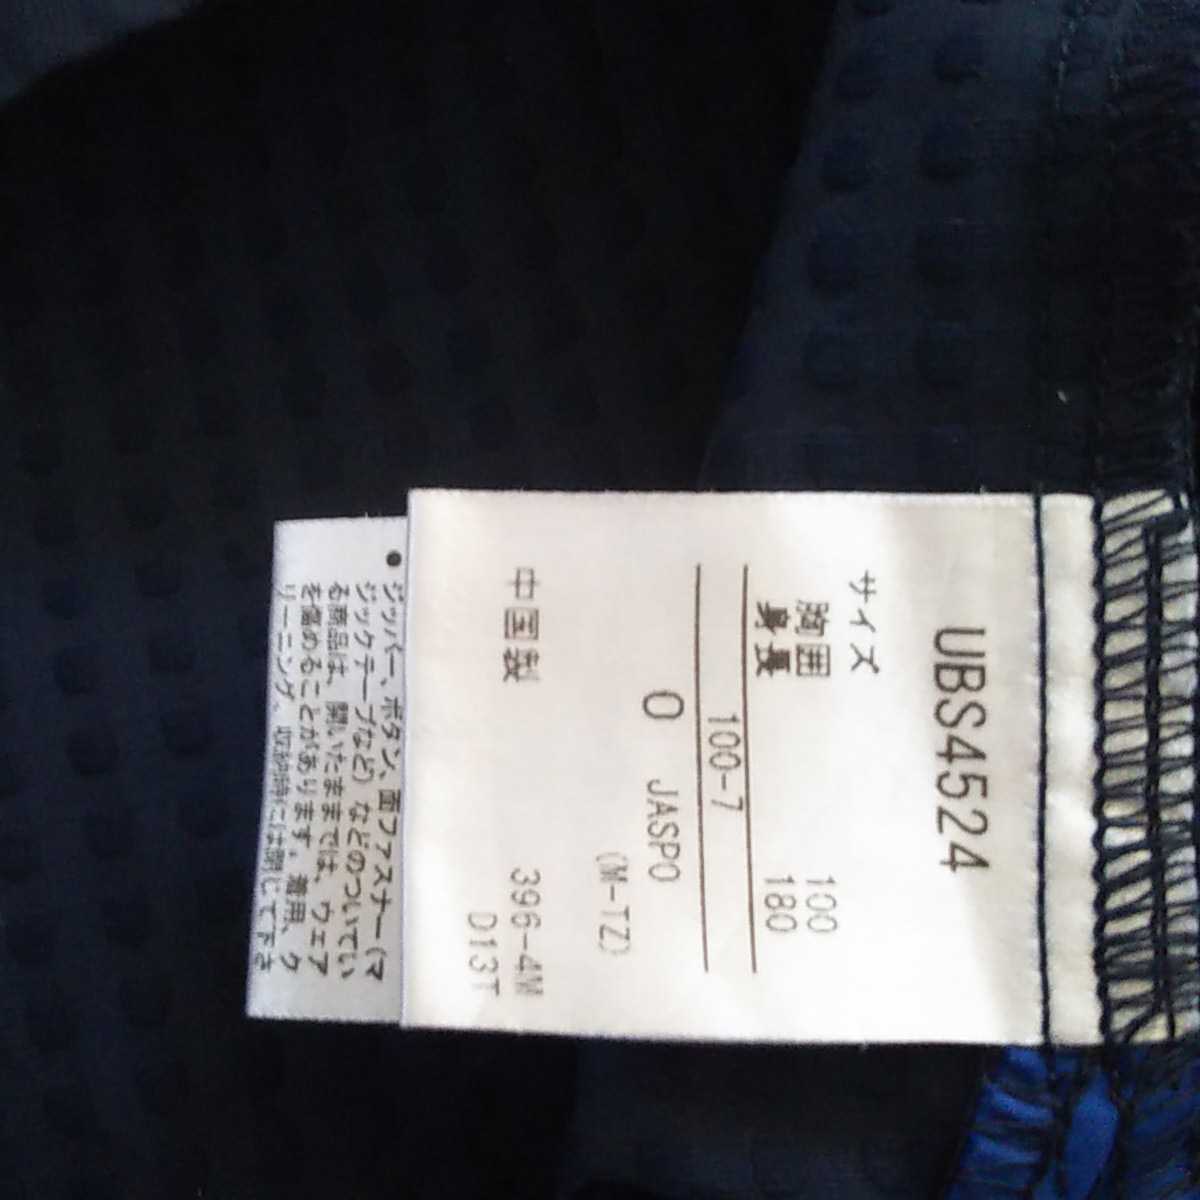 UBS4524
サイズ
胸囲 100
身長 180
100-7
O JASPO
(M-TZ)
中国製 396-4W
D13T
●ジッパー、ボタン、面ファスナー(マ
ジックテープなど)などのついてい
る商品は、開いたままでは、ウェア
を傷めることがあります。着用、ク
リーニング、収納時には閉じて下さ